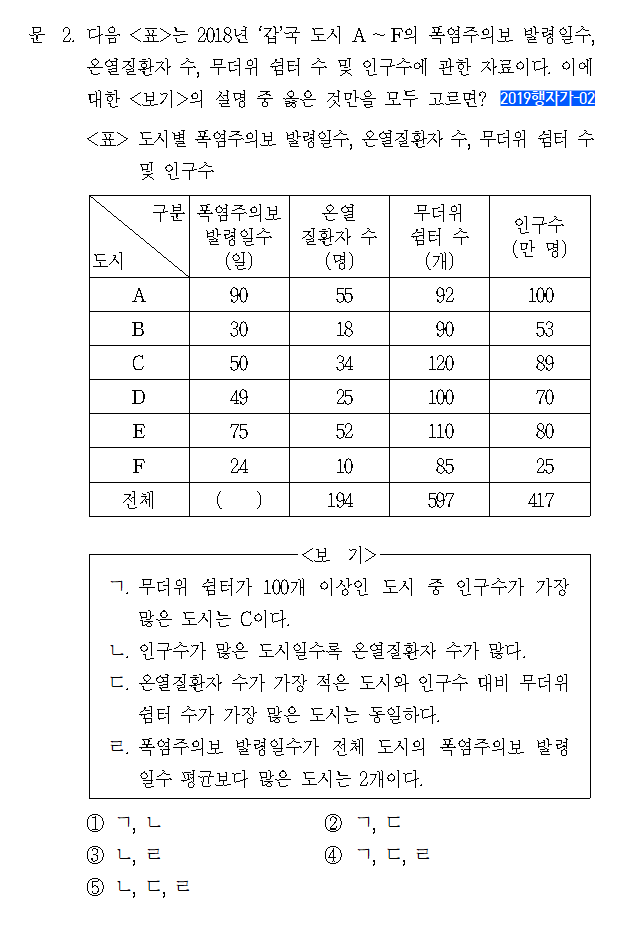 문 2. 다음 <표>는 2018년 ‘갑’국 도시 A ~ F의 폭염주의보 발령일수,
온열질환자 수, 무더위 쉼터 수 및 인구수에 관한 자료이다. 이에
대한 <보기>의 설명 중 옳은 것만을 모두 고르면? 2019행자가-02
<표> 도시별 폭염주의보 발령일수, 온열질환자 수, 무더위 쉼터 수
및 인구수
구분 폭염주의보 온열 무더위 인구수
도시 발령일수 질환자 수 쉼터 수 (만 명)
(일) (명) (개)
A 90 55 92 100
B 30 18 90 53
C 50 34 120 89
D 49 25 100 70
E 75 52 110 80
F 24 10 85 25
전체 ( ) 194 597 417
<보 기>
ㄱ. 무더위 쉼터가 100개 이상인 도시 중 인구수가 가장
많은 도시는 C이다.
ㄴ. 인구수가 많은 도시일수록 온열질환자 수가 많다.
ㄷ. 온열질환자 수가 가장 적은 도시와 인구수 대비 무더위
쉼터 수가 가장 많은 도시는 동일하다.
ㄹ. 폭염주의보 발령일수가 전체 도시의 폭염주의보 발령
일수 평균보다 많은 도시는 2개이다.
① ㄱ, ㄴ ② ㄱ, ㄷ
③ ㄴ, ㄹ ④ ㄱ, ㄷ, ㄹ
⑤ ㄴ, ㄷ, ㄹ